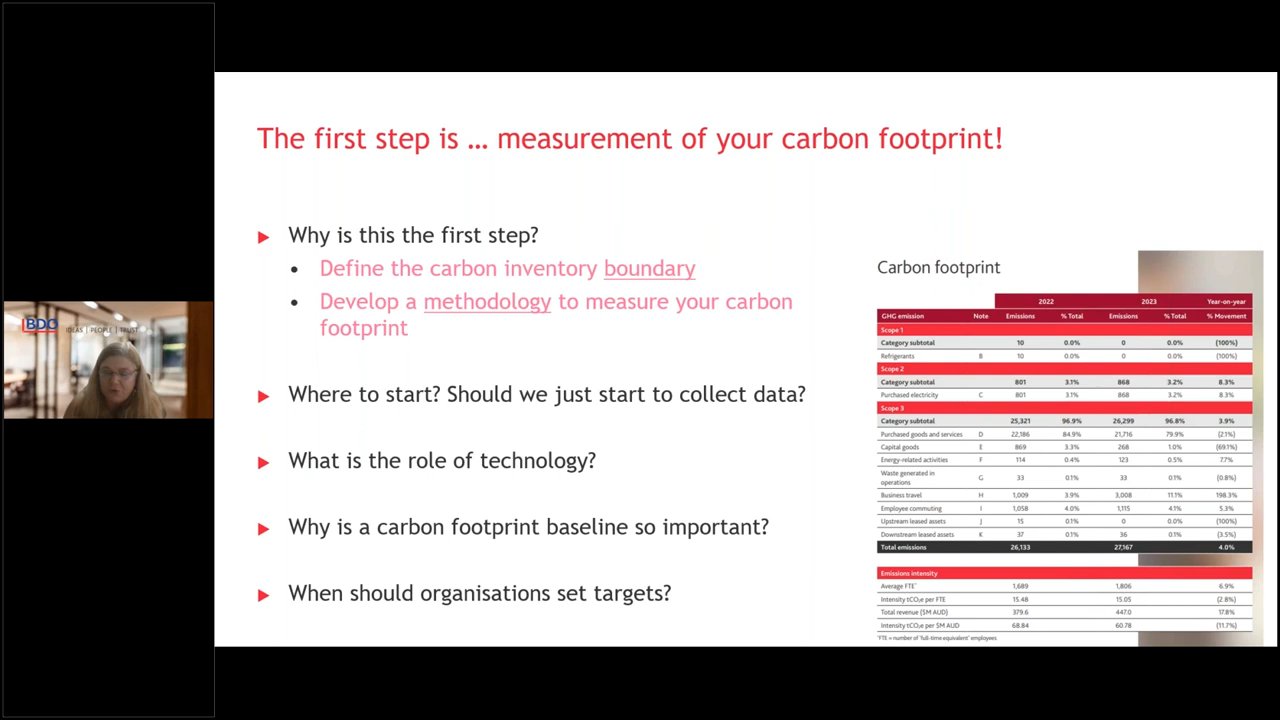 The first step is ... measurement of your carbon footprint!
Why is this the first step?
Define the carbon inventory boundary
Develop a methodology to measure your carbon
footprint
Where to start? Should we just start to collect data?
What is the role of technology?
Why is a carbon footprint baseline so important?
When should organisations set targets?
BDO IDEAS | PEOPLE | TRUST
Carbon footprint
2022 2023 Year-on-year
GHG emission Note Emissions % Total Emissions % Total % Movement
Scope 1
Category subtotal 10 0.0% 0 0.0% (100%)
Refrigerants B 10 0.0% 0 0.0% (100%)
Scope 2
Category subtotal 801 3.1% 868 3.2% 8.3%
Purchased electricity C 801 3.1% 868 3.2% 8.3%
Scope 3
Category subtotal 25,321 96.9% 26,299 96.8% 3.9%
Purchased goods and services D 22,186 84.9% 21,716 79.9% (2.1%)
Capital goods E 869 3.3% 268 1.0% (69.1%)
Energy-related activities F 114 0.4% 123 0.5% 7.7%
Waste generated in
operations G 33 0.1% 33 0.1% (0.8%)
Business travel H 1,009 3.9% 3,008 11.1% 198.3%
Employee commuting I 1,058 4.0% 1,115 4.1% 5.3%
Upstream leased assets J 15 0.1% 0 0.0% (100%)
Downstream leased assets K 37 0.1% 36 0.1% (3.5%)
Total emissions 26,133 27,167 4.0%
Emissions intensity
Average FTE* 1,689 1,806 6.9%
Intensity tCO₂e per FTE 15.48 15.05 (2.8%)
Total revenue ($M AUD) 379.6 447.0 17.8%
Intensity tCO₂e per $M AUD 68.84 60.78 (11.7%)
*FTE = number of 'full-time equivalent' employees